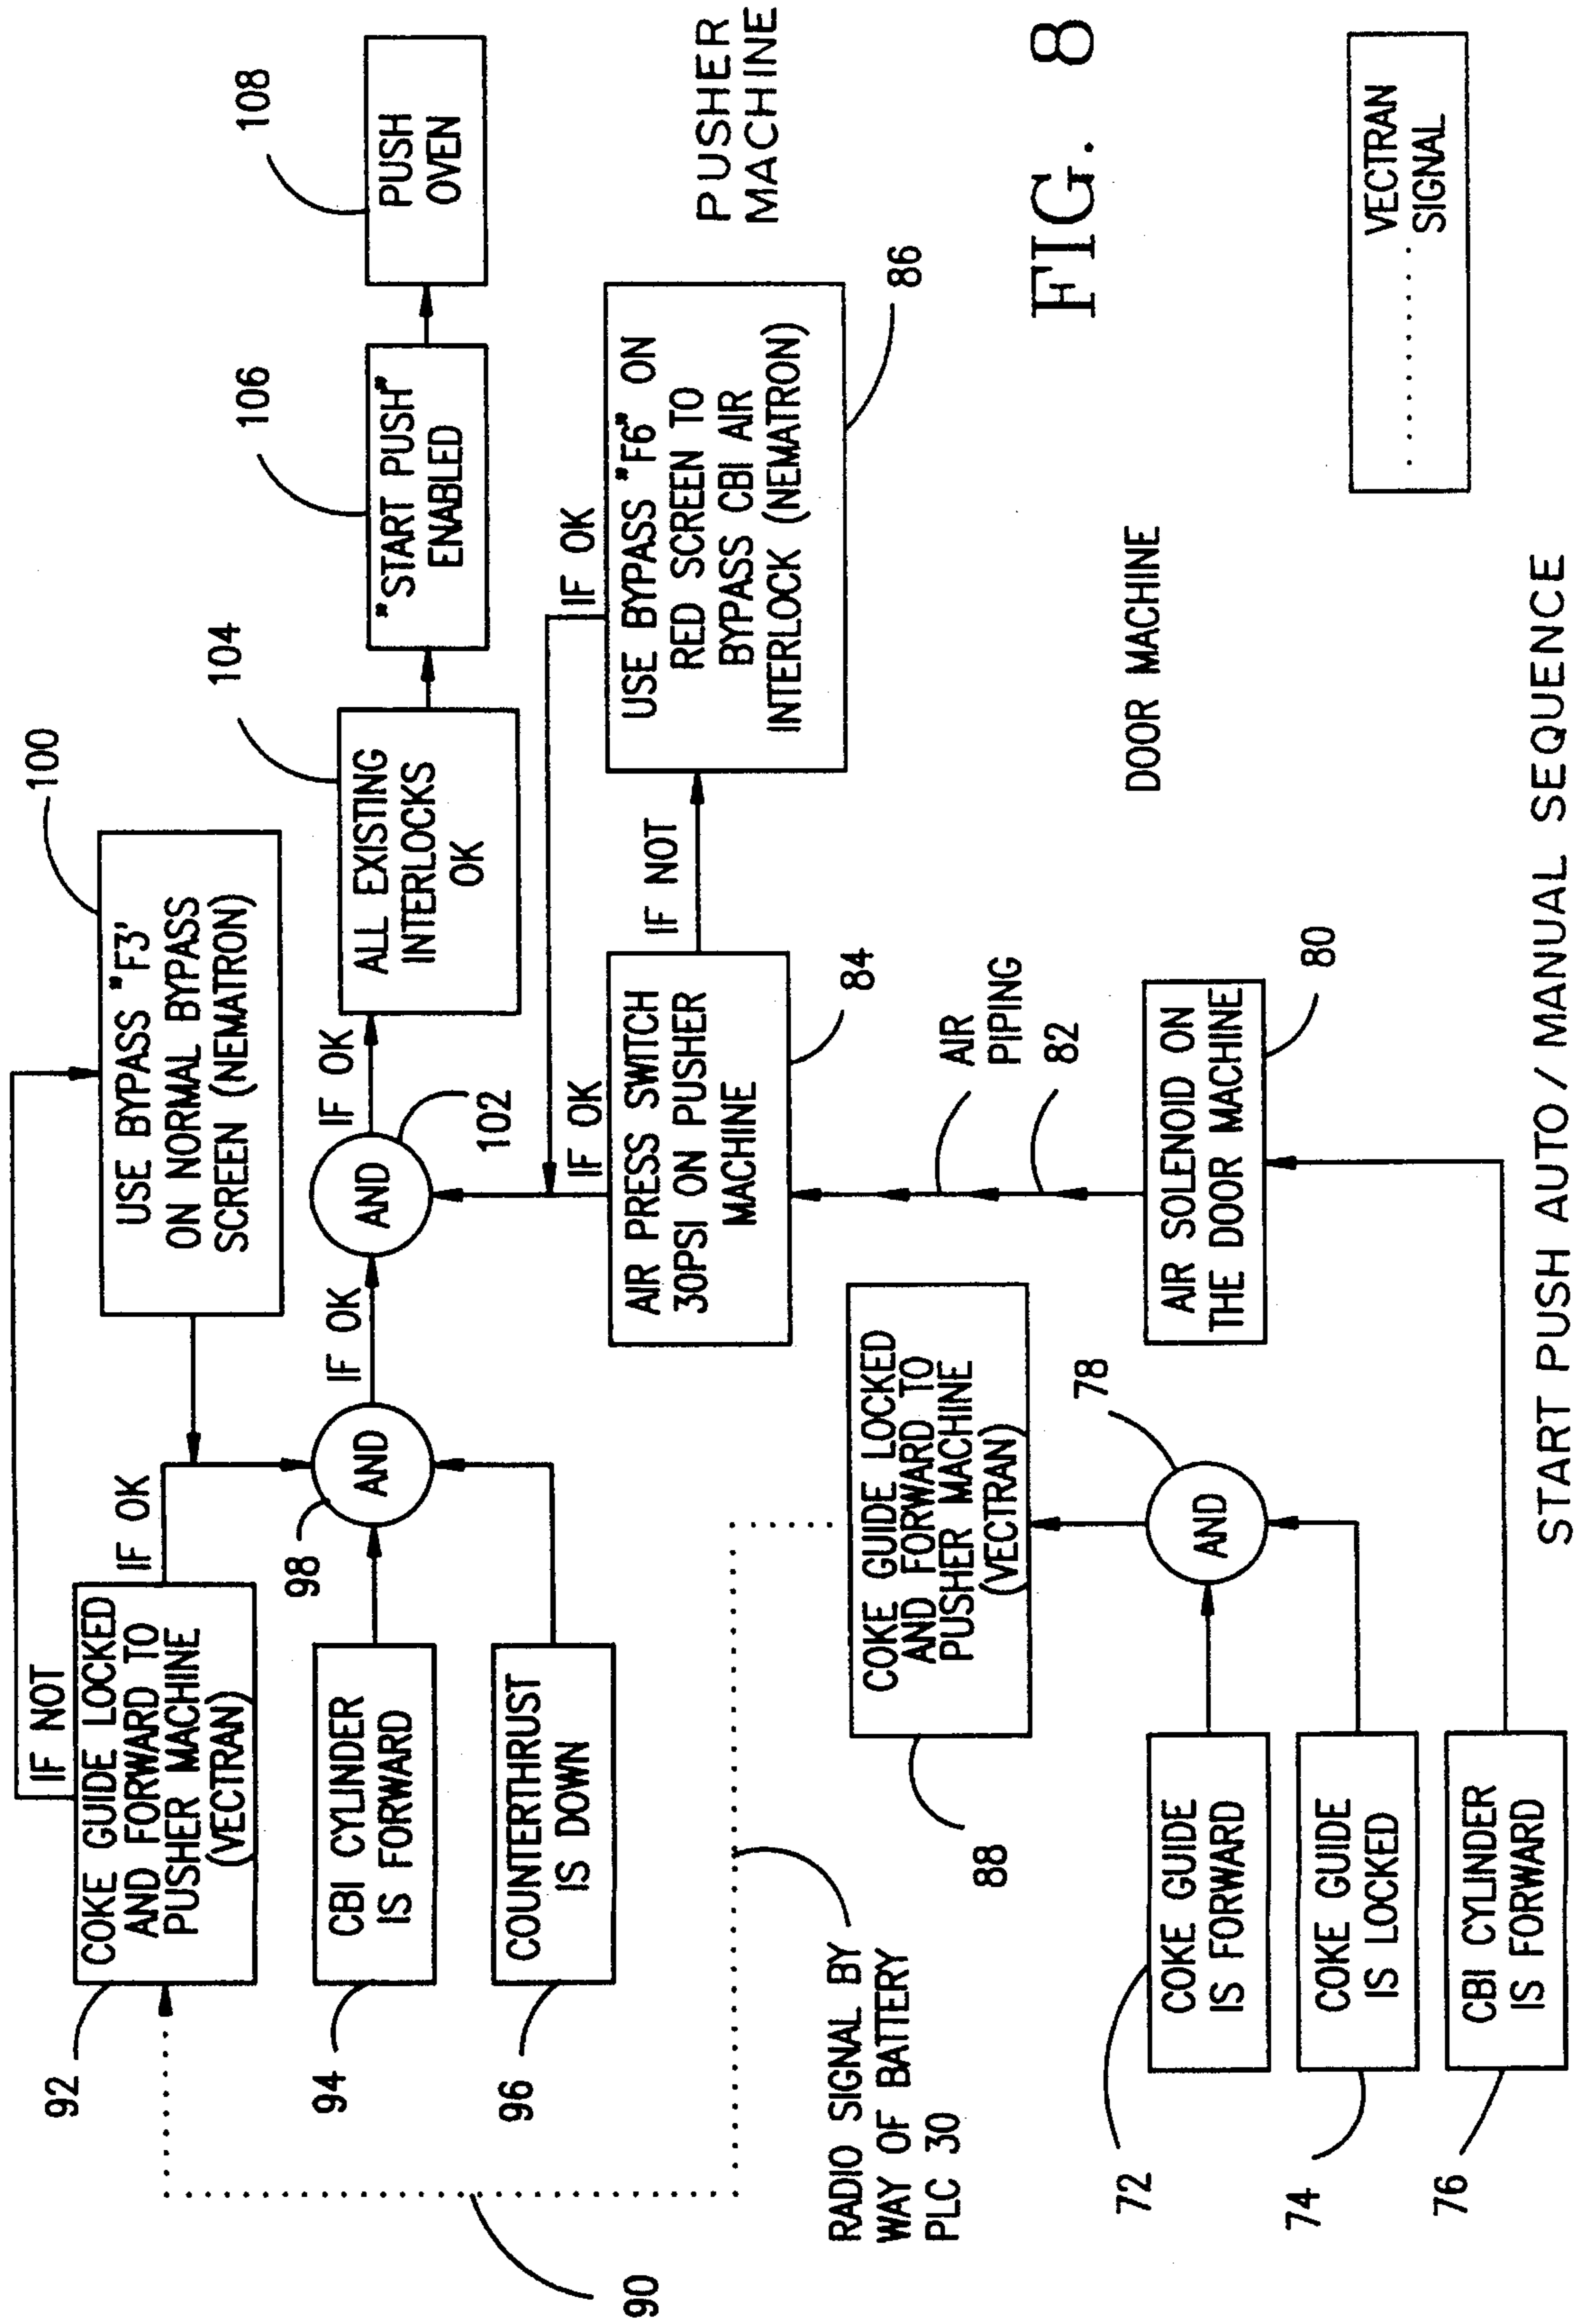 92
COKE GUIDE LOCKED
AND FORWARD TO
PUSHER MACHINE
(VECTRAN)
IF NOT
IF OK
100
USE BYPASS "F3'
ON NORMAL BYPASS
SCREEN (NEMATRON)
94
CBI CYLINDER
IS FORWARD
96
COUNTERTHRUST
IS DOWN
98
AND
IF OK
AND
102
IF OK
104
ALL EXISTING
INTERLOCKS
OK
106
"START PUSH"
ENABLED
108
PUSH
OVEN
IF OK
IF OK
AIR PRESS SWITCH
30PSI ON PUSHER
MACHINE
84
IF NOT
USE BYPASS "F6" ON
RED SCREEN TO
BYPASS CBI AIR
INTERLOCK (NEMATRON)
86
PUSHER
MACHINE
90
RADIO SIGNAL BY
WAY OF BATTERY
PLC 30
88
COKE GUIDE LOCKED
AND FORWARD TO
PUSHER MACHINE
(VECTRAN)
AIR
PIPING
82
FIG. 8
72
COKE GUIDE
IS FORWARD
78
AND
AIR SOLENOID ON
THE DOOR MACHINE
80
DOOR MACHINE
74
COKE GUIDE
IS LOCKED
76
CBI CYLINDER
IS FORWARD
VECTRAN
SIGNAL
START PUSH AUTO / MANUAL SEQUENCE